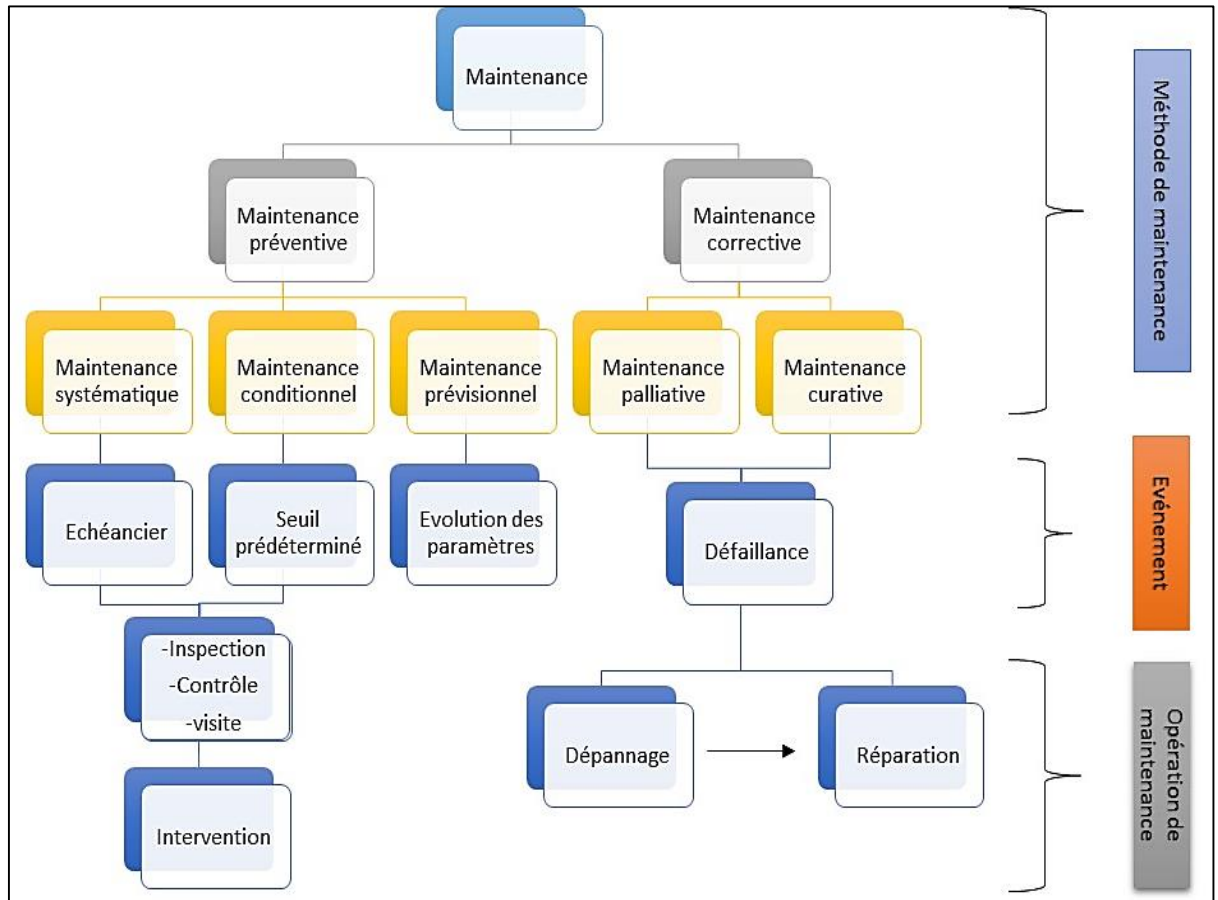 Maintenance
Maintenance
préventive
Maintenance
corrective
Maintenance
systématique
Maintenance
conditionnel
Maintenance
prévisionnel
Maintenance
palliative
Maintenance
curative
Echéancier
Seuil
prédéterminé
Evolution des
paramètres
Défaillance
-Inspection
-Contrôle
-visite
Dépannage
Réparation
Intervention
Méthode de maintenance
Evénement
Opération de
maintenance